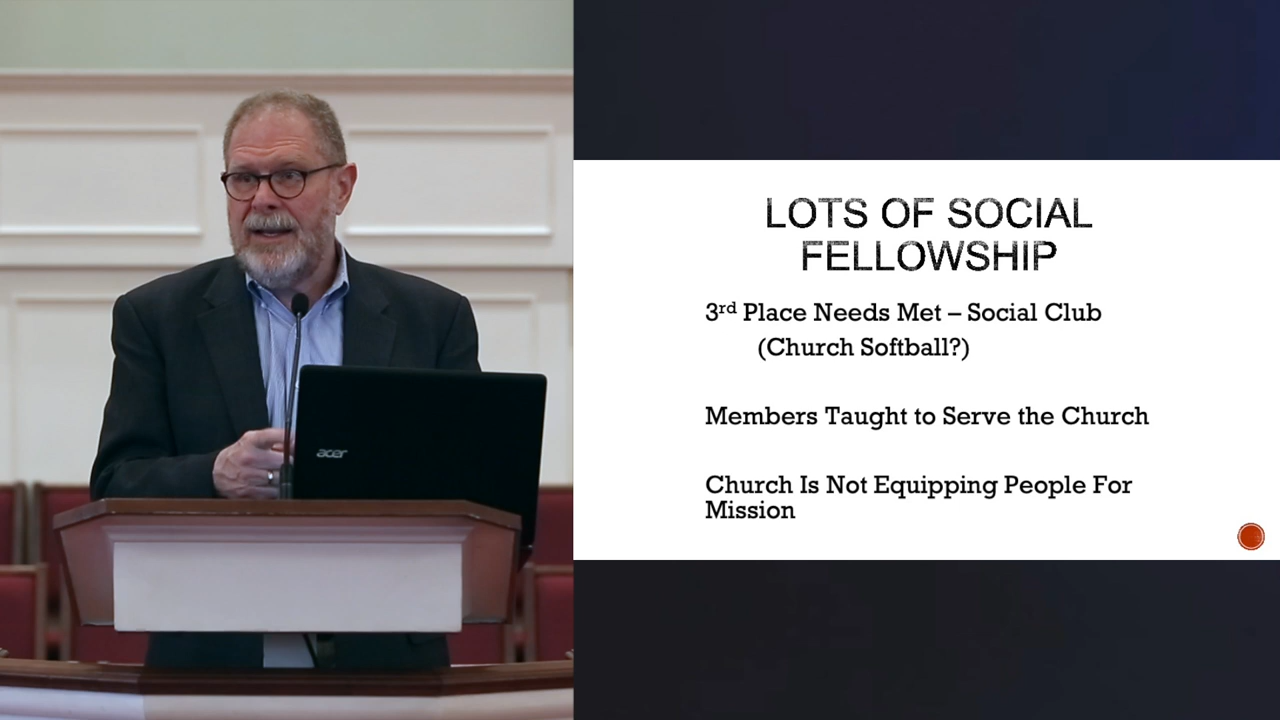 acer
LOTS OF SOCIAL
FELLOWSHIP
3rd Place Needs Met – Social Club
(Church Softball?)
Members Taught to Serve the Church
Church Is Not Equipping People For
Mission